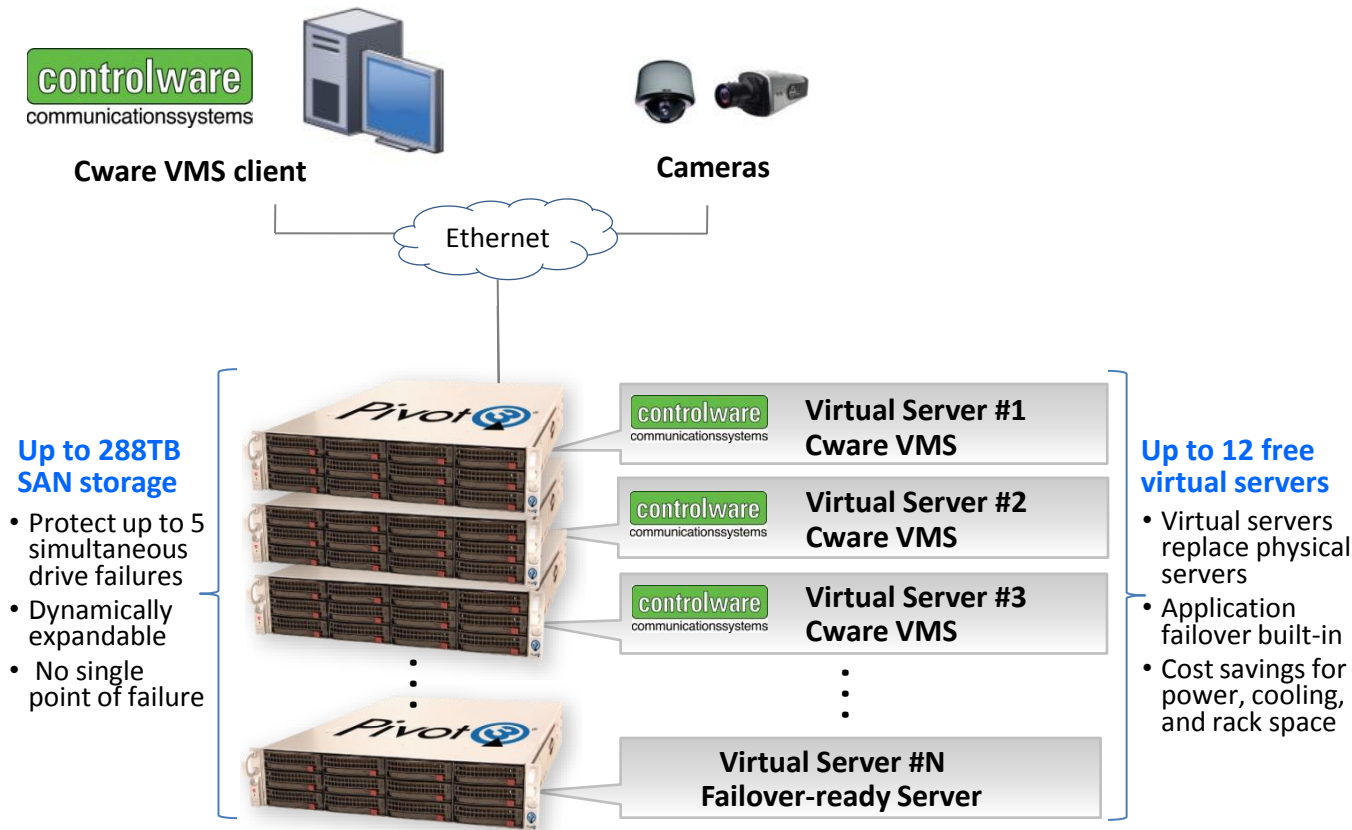 controlware
communicationssystems
Cware VMS client
Cameras
Ethernet
Up to 288TB
SAN storage
• Protect up to 5
simultaneous
drive failures
• Dynamically
expandable
• No single
point of failure
Pivot3
Pivot3
controlware
communicationssystems
Virtual Server #1
Cware VMS
controlware
communicationssystems
Virtual Server #2
Cware VMS
controlware
communicationssystems
Virtual Server #3
Cware VMS
Virtual Server #N
Failover-ready Server
Up to 12 free
virtual servers
• Virtual servers
replace physical
servers
• Application
failover built-in
• Cost savings for
power, cooling,
and rack space